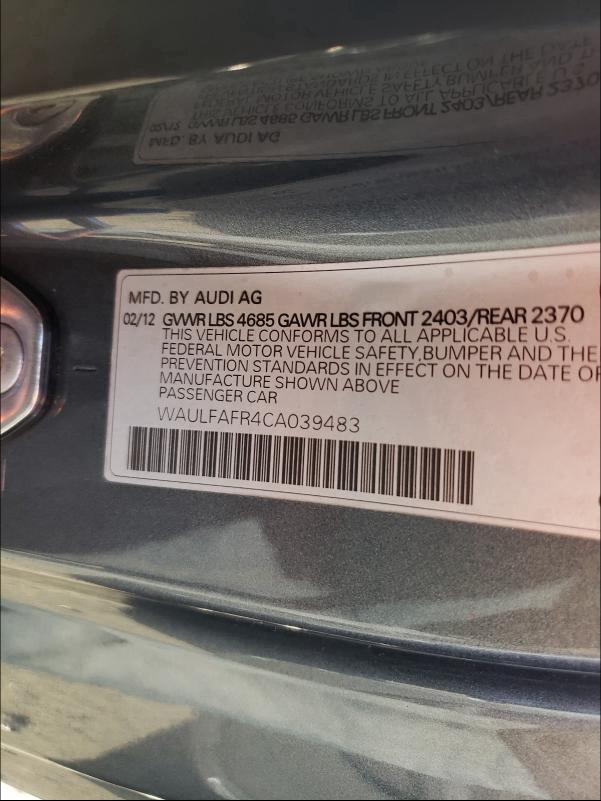 MFD. BY AUDI AG
02/12 GVWR LBS 4685 GAWR LBS FRONT 2403/REAR 2370
THIS VEHICLE CONFORMS TO ALL APPLICABLE U.S.
FEDERAL MOTOR VEHICLE SAFETY, BUMPER AND THE
PREVENTION STANDARDS IN EFFECT ON THE DATE OF
MANUFACTURE SHOWN ABOVE
PASSENGER CAR
WAULFAFR4CA039483